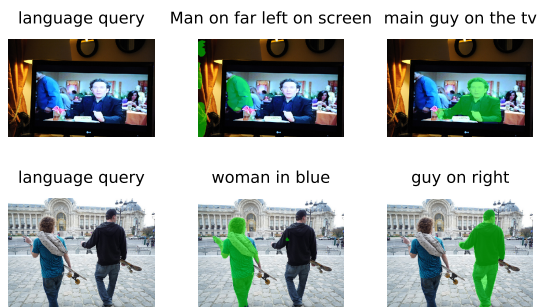 language query
Man on far left on screen
main guy on the tv
LG
language query
woman in blue
guy on right